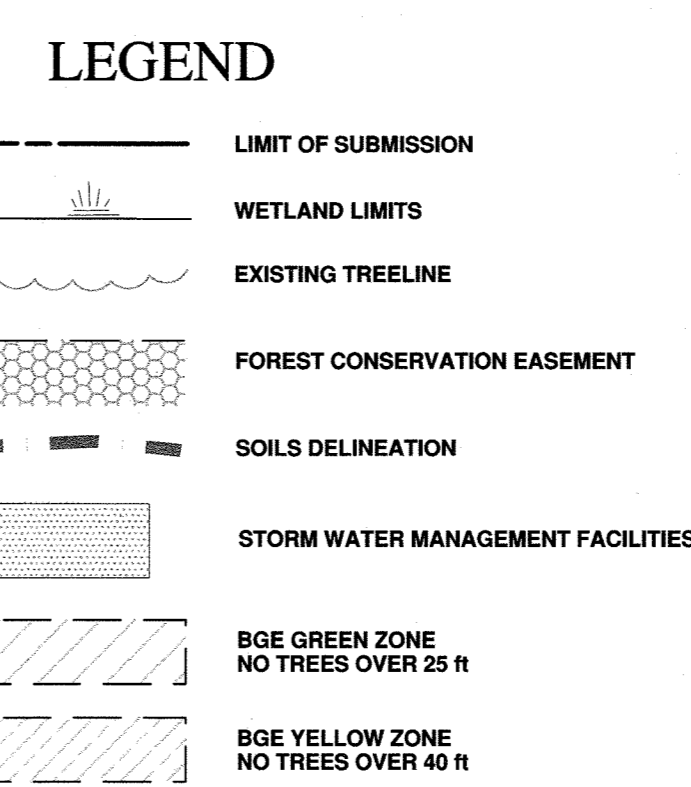 LEGEND
LIMIT OF SUBMISSION
WETLAND LIMITS
EXISTING TREELINE
FOREST CONSERVATION EASEMENT
SOILS DELINEATION
STORM WATER MANAGEMENT FACILITIES
BGE GREEN ZONE
NO TREES OVER 25 ft
BGE YELLOW ZONE
NO TREES OVER 40 ft